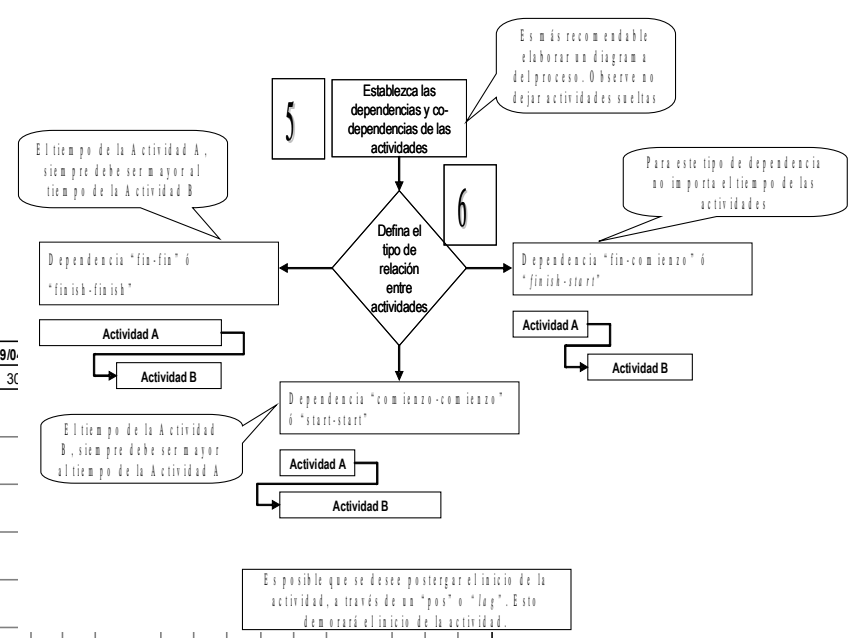 Es más recomendable
elaborar un diagrama
del proceso. Observe no
dejar actividades sueltas
5
Establezca las
dependencias y co-
dependencias de las
actividades
El tiempo de la Actividad A,
siempre debe ser mayor al
tiempo de la Actividad B
Para este tipo de dependencia
no importa el tiempo de las
actividades
6
Defina el
tipo de
relación
entre
actividades
Dependencia "fin-fin" ó
"finish-finish"
Dependencia "fin-comienzo" ó
"finish-start"
Actividad A
Actividad B
Actividad A
Actividad B
9/04
30
Dependencia "comienzo-comienzo"
ó "start-start"
El tiempo de la Actividad
B, siempre debe ser mayor
al tiempo de la Actividad A
Actividad A
Actividad B
Es posible que se desee postergar el inicio de la
actividad, a través de un "pos" o "lag". Esto
demorará el inicio de la actividad.